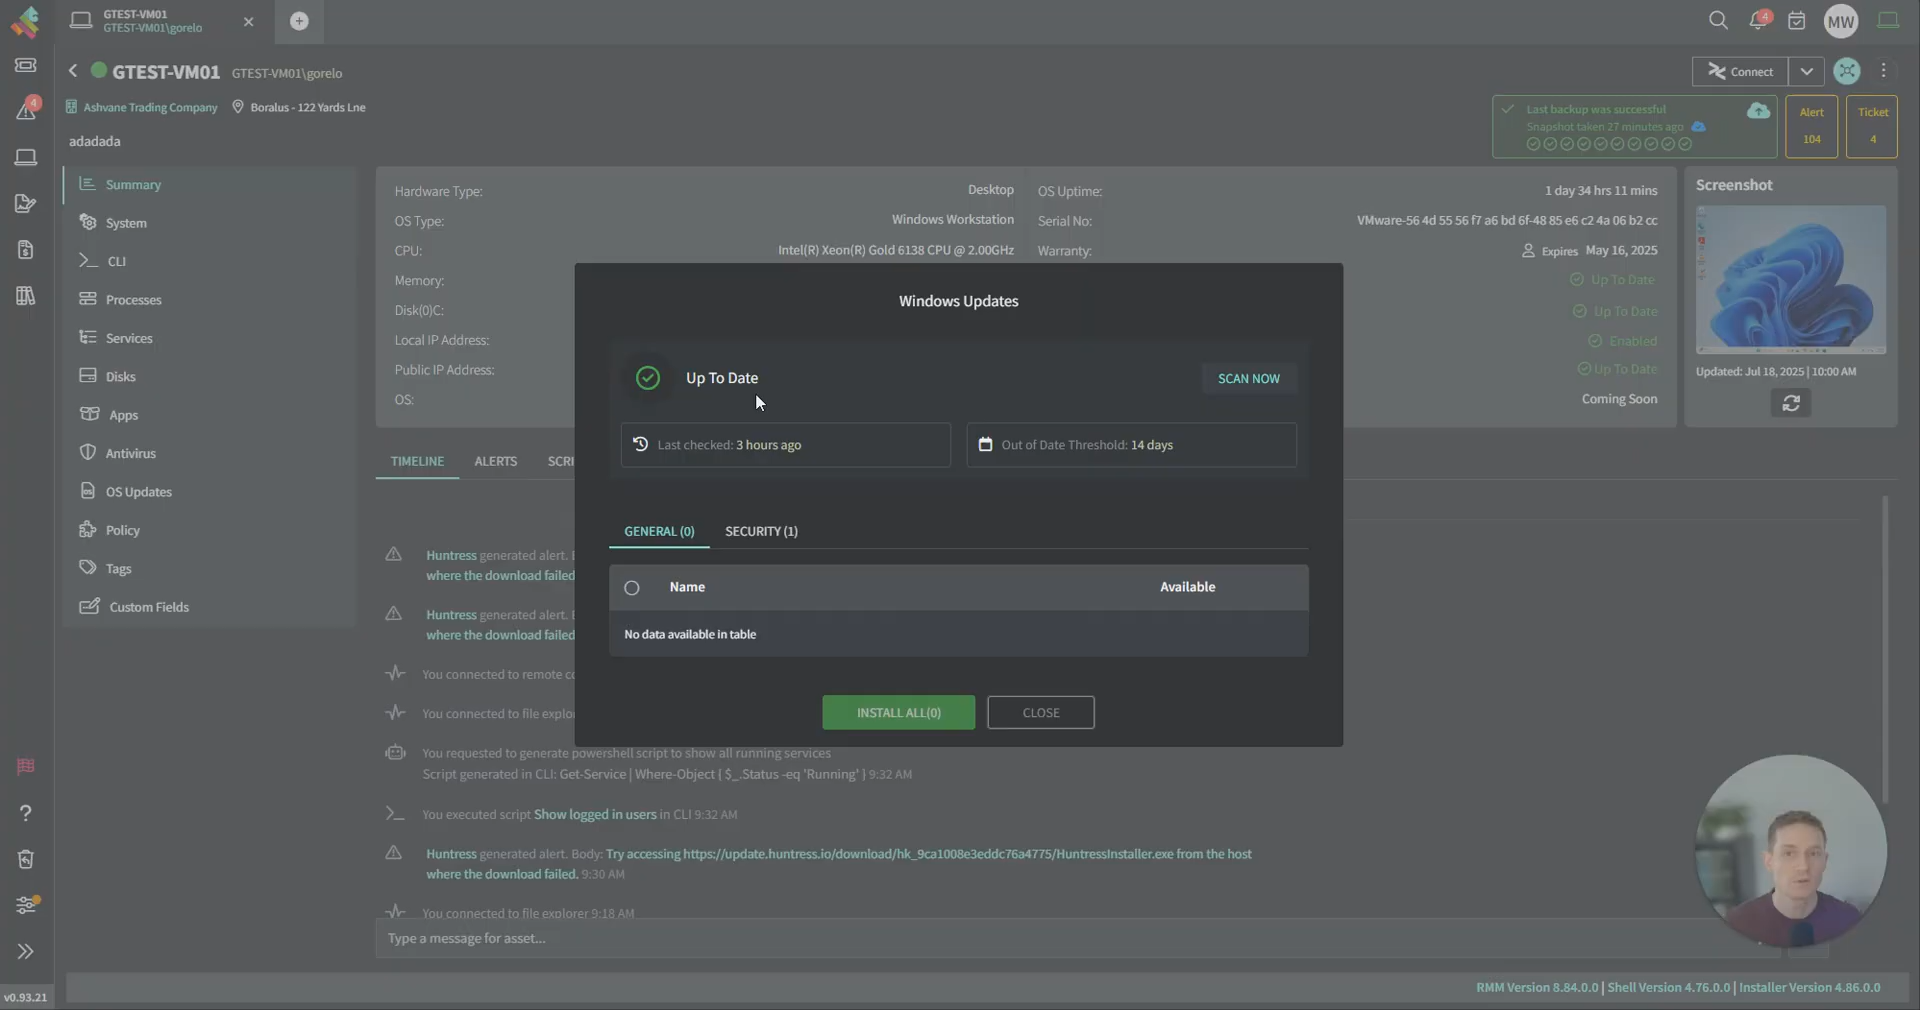 GTEST-VM01
GTEST-VM01\gorelo
4
MW
4
GTEST-VM01 GTEST-VM01\gorelo
Connect
Ashvane Trading Company Boralus - 122 Yards Lne
adadada
Last backup was successful
Snapshot taken 27 minutes ago
Alert
104
Ticket
4
Summary
System
CLI
Processes
Services
Disks
Apps
Antivirus
OS Updates
Policy
Tags
Custom Fields
Hardware Type: Desktop
OS Type: Windows Workstation
CPU: Intel(R) Xeon(R) Gold 6138 CPU @ 2.00GHz
Memory:
Disk(0)C:
Local IP Address:
Public IP Address:
OS:
OS Uptime: 1 day 34 hrs 11 mins
Serial No: VMware-56 4d 55 56 f7 a6 bd 6f-48 85 e6 c2 4a 06 b2 cc
Warranty: Expires May 16, 2025
Up To Date
Up To Date
Enabled
Up To Date
Coming Soon
Screenshot
Updated: Jul 18, 2025 | 10:00 AM
Windows Updates
Up To Date
SCAN NOW
Last checked: 3 hours ago
Out of Date Threshold: 14 days
GENERAL (0) SECURITY (1)
Name Available
No data available in table
INSTALL ALL(0) CLOSE
TIMELINE ALERTS SCRI
Huntress generated alert.
where the download failed
Huntress generated alert.
where the download failed
You connected to remote co
You connected to file explo
You requested to generate powershell script to show all running services
Script generated in CLI: Get-Service | Where-Object { $_.Status -eq 'Running' } 9:32 AM
You executed script Show logged in users in CLI 9:32 AM
Huntress generated alert. Body: Try accessing https://update.huntress.io/download/hk_9ca1008e3eddc76a4775/HuntressInstaller.exe from the host
where the download failed. 9:30 AM
You connected to file explorer 9:18 AM
Type a message for asset...
v0.93.21
RMM Version 8.84.0.0 | Shell Version 4.76.0.0 | Installer Version 4.86.0.0